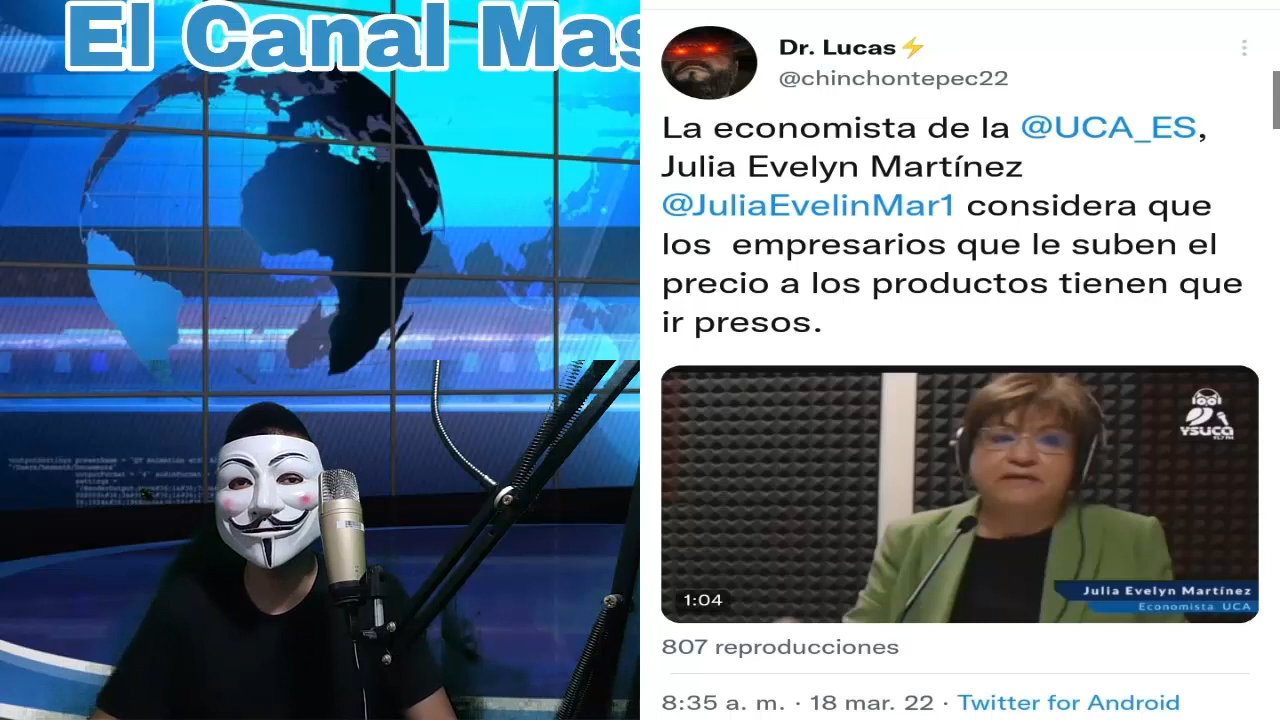 El Canal Mas
Dr. Lucas⚡
@chinchontepec22
La economista de la @UCA_ES,
Julia Evelyn Martínez
@JuliaEvelinMar1 considera que
los empresarios que le suben el
precio a los productos tienen que
ir presos.
YSUCA
Julia Evelyn Martínez
Economista UCA
1:04
807 reproducciones
8:35 a. m. · 18 mar. 22 · Twitter for Android